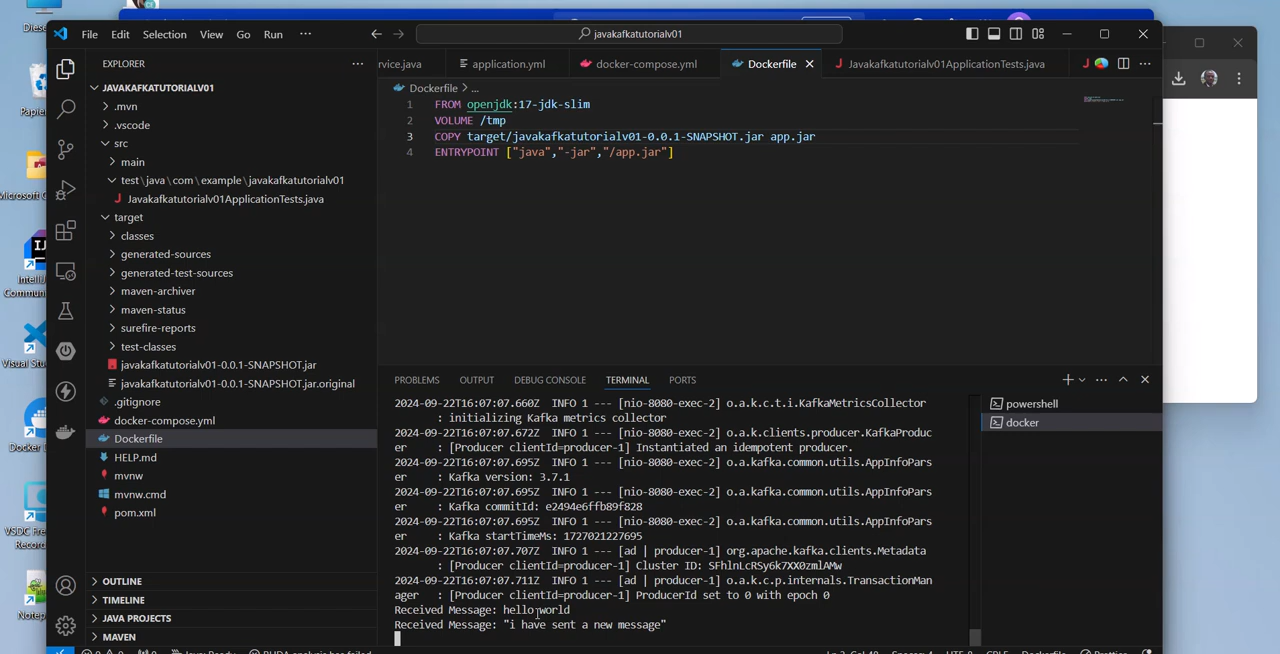 File Edit Selection View Go Run ··· javakafkatutorialv01
EXPLORER
JAVAKAFKATUTORIALV01
.mvn
.vscode
src
main
test\java\com\example\javakafkatutorialv01
Javakafkatutorialv01ApplicationTests.java
target
classes
generated-sources
generated-test-sources
maven-archiver
maven-status
surefire-reports
test-classes
javakafkatutorialv01-0.0.1-SNAPSHOT.jar
javakafkatutorialv01-0.0.1-SNAPSHOT.jar.original
.gitignore
docker-compose.yml
Dockerfile
HELP.md
mvnw
mvnw.cmd
pom.xml
OUTLINE
TIMELINE
JAVA PROJECTS
MAVEN
rvice.java application.yml docker-compose.yml Dockerfile Javakafkatutorialv01ApplicationTests.java
Dockerfile > ...
1 FROM openjdk:17-jdk-slim
2 VOLUME /tmp
3 COPY target/javakafkatutorialv01-0.0.1-SNAPSHOT.jar app.jar
4 ENTRYPOINT ["java","-jar","/app.jar"]
PROBLEMS OUTPUT DEBUG CONSOLE TERMINAL PORTS
2024-09-22T16:07:07.660Z INFO 1 --- [nio-8080-exec-2] o.a.k.c.t.i.KafkaMetricsCollector
: initializing Kafka metrics collector
2024-09-22T16:07:07.672Z INFO 1 --- [nio-8080-exec-2] o.a.k.clients.producer.KafkaProduc
er : [Producer clientId=producer-1] Instantiated an idempotent producer.
2024-09-22T16:07:07.695Z INFO 1 --- [nio-8080-exec-2] o.a.kafka.common.utils.AppInfoPars
er : Kafka version: 3.7.1
2024-09-22T16:07:07.695Z INFO 1 --- [nio-8080-exec-2] o.a.kafka.common.utils.AppInfoPars
er : Kafka commitId: e2494e6ffb89f828
2024-09-22T16:07:07.695Z INFO 1 --- [nio-8080-exec-2] o.a.kafka.common.utils.AppInfoPars
er : Kafka startTimeMs: 1727021227695
2024-09-22T16:07:07.707Z INFO 1 --- [ad | producer-1] org.apache.kafka.clients.Metadata
: [Producer clientId=producer-1] Cluster ID: SFhlnLcRSy6k7XX0zmlAMw
2024-09-22T16:07:07.711Z INFO 1 --- [ad | producer-1] o.a.k.c.p.internals.TransactionMan
ager : [Producer clientId=producer-1] ProducerId set to 0 with epoch 0
Received Message: hello world
Received Message: "i have sent a new message"
powershell
docker